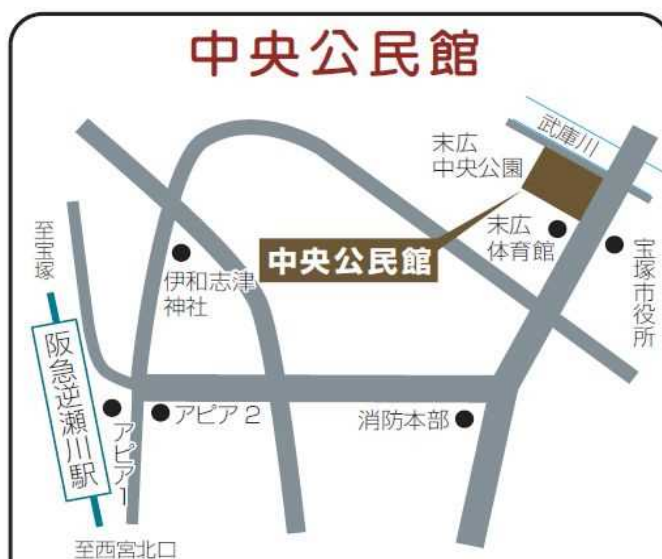 中央公民館
武庫川
末広
中央公園
至宝塚
中央公民館
末広
体育館
宝塚市役所
伊和志津
神社
阪急逆瀬川駅
アピア2
アピア1
消防本部
至西宮北口